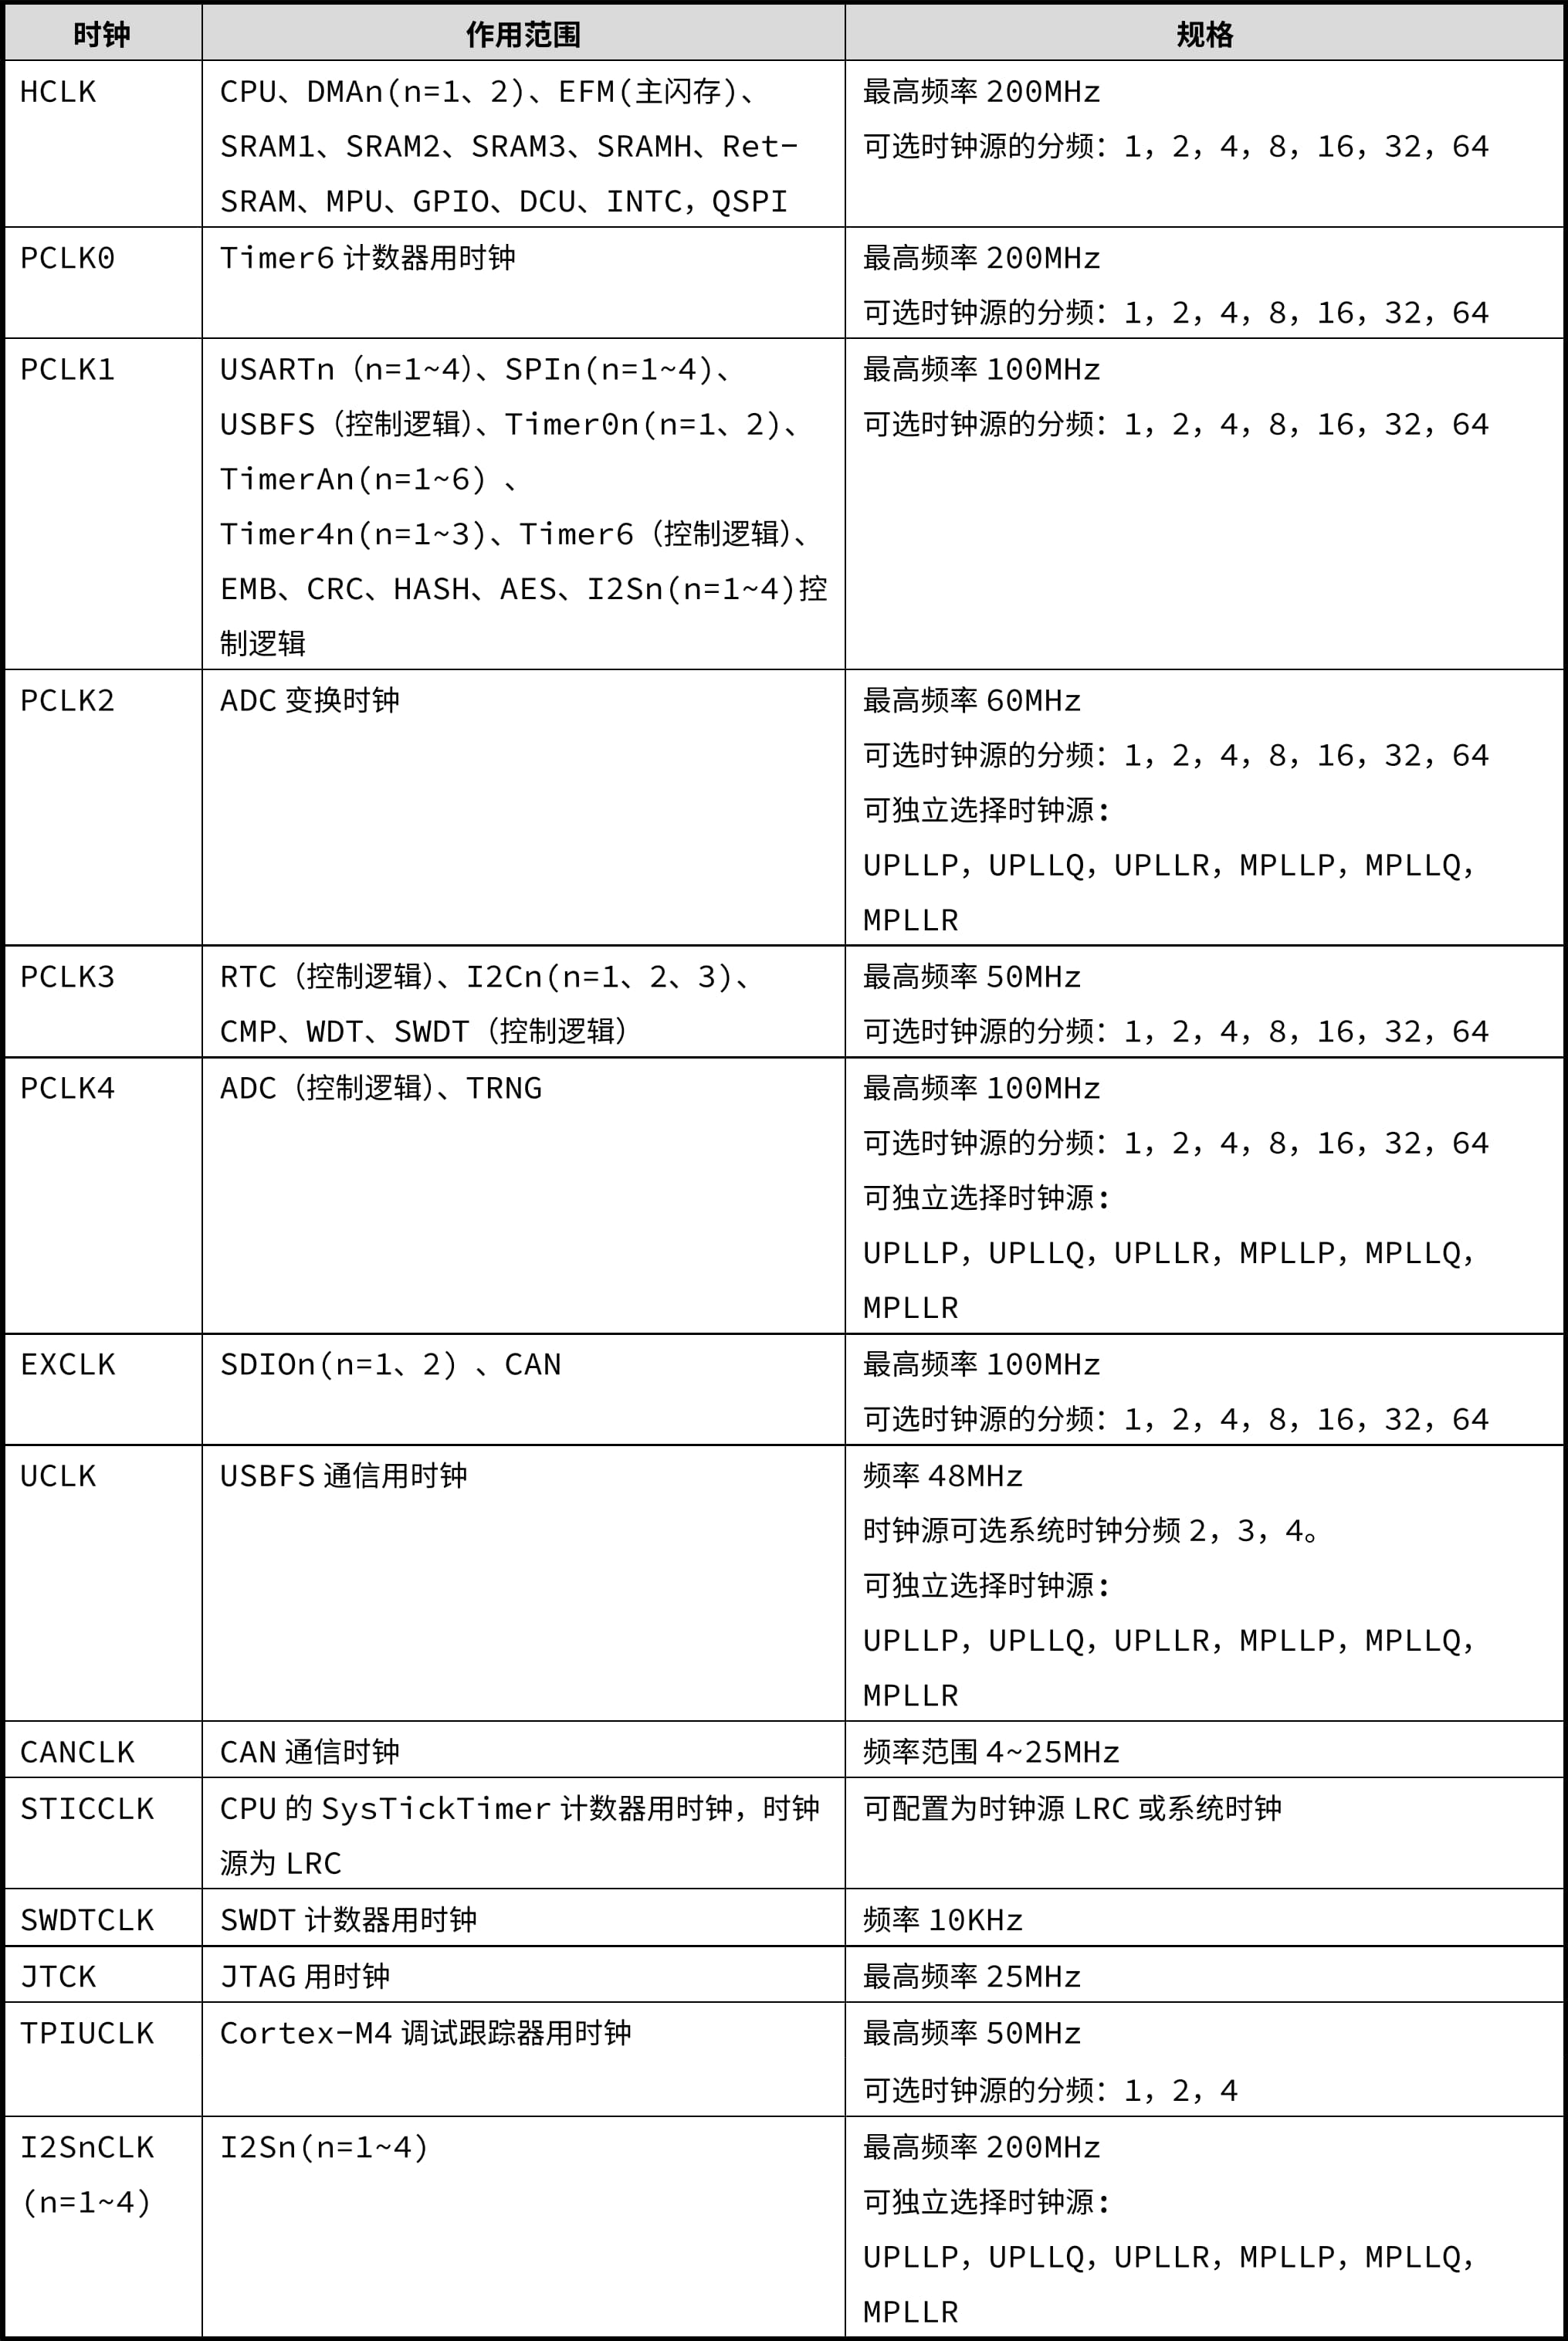 时钟 作用范围 规格
HCLK
CPU、DMAn(n=1、2)、EFM(主闪存)、
SRAM1、SRAM2、SRAM3、SRAMH、Ret-
SRAM、MPU、GPIO、DCU、INTC，QSPI
最高频率 200MHz
可选时钟源的分频：1，2，4，8，16，32，64
PCLK0
Timer6 计数器用时钟
最高频率 200MHz
可选时钟源的分频：1，2，4，8，16，32，64
PCLK1
USARTn（n=1~4）、SPIn(n=1~4)、
USBFS（控制逻辑）、Timer0n(n=1、2)、
TimerAn(n=1~6) 、
Timer4n(n=1~3)、Timer6（控制逻辑）、
EMB、CRC、HASH、AES、I2Sn(n=1~4)控
制逻辑
最高频率 100MHz
可选时钟源的分频：1，2，4，8，16，32，64
PCLK2
ADC 变换时钟
最高频率 60MHz
可选时钟源的分频：1，2，4，8，16，32，64
可独立选择时钟源:
UPLLP，UPLLQ，UPLLR，MPLLP，MPLLQ，
MPLLR
PCLK3
RTC（控制逻辑）、I2Cn(n=1、2、3)、
CMP、WDT、SWDT（控制逻辑）
最高频率 50MHz
可选时钟源的分频：1，2，4，8，16，32，64
PCLK4
ADC（控制逻辑）、TRNG
最高频率 100MHz
可选时钟源的分频：1，2，4，8，16，32，64
可独立选择时钟源:
UPLLP，UPLLQ，UPLLR，MPLLP，MPLLQ，
MPLLR
EXCLK
SDIOn(n=1、2) 、CAN
最高频率 100MHz
可选时钟源的分频：1，2，4，8，16，32，64
UCLK
USBFS 通信用时钟
频率 48MHz
时钟源可选系统时钟分频 2，3，4。
可独立选择时钟源:
UPLLP，UPLLQ，UPLLR，MPLLP，MPLLQ，
MPLLR
CANCLK
CAN 通信时钟
频率范围 4~25MHz
STICCLK
CPU 的 SysTickTimer 计数器用时钟，时钟
源为 LRC
可配置为时钟源 LRC 或系统时钟
SWDTCLK
SWDT 计数器用时钟
频率 10KHz
JTCK
JTAG 用时钟
最高频率 25MHz
TPIUCLK
Cortex-M4 调试跟踪器用时钟
最高频率 50MHz
可选时钟源的分频：1，2，4
I2SnCLK
(n=1~4)
I2Sn(n=1~4)
最高频率 200MHz
可独立选择时钟源:
UPLLP，UPLLQ，UPLLR，MPLLP，MPLLQ，
MPLLR